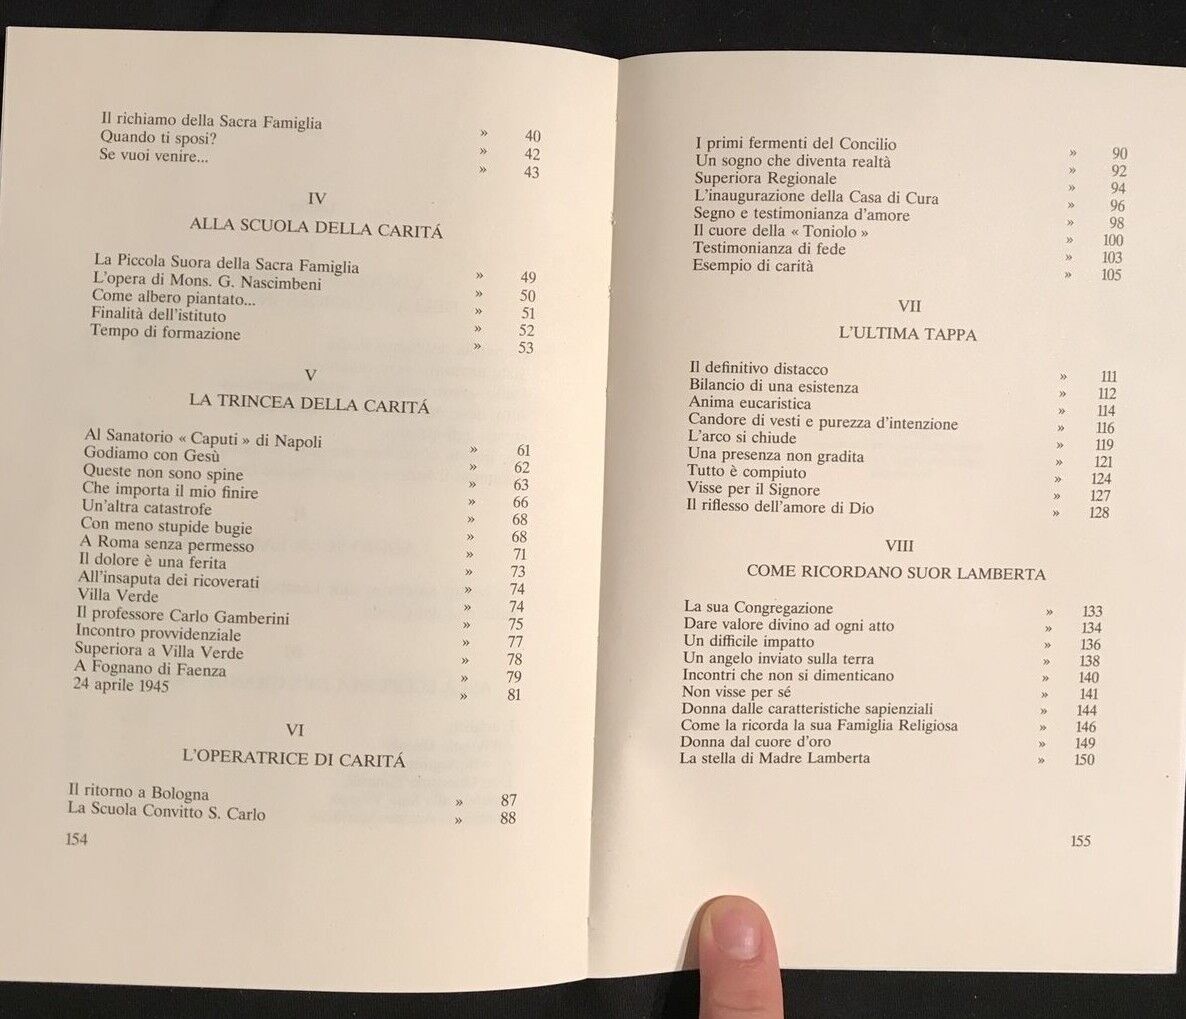 Il richiamo della Sacra Famiglia » 40
Quando ti sposi? » 42
Se vuoi venire... » 43
IV
ALLA SCUOLA DELLA CARITÁ
La Piccola Suora della Sacra Famiglia » 49
L'opera di Mons. G. Nascimbeni » 50
Come albero piantato... » 51
Finalità dell'istituto » 52
Tempo di formazione » 53
V
LA TRINCEA DELLA CARITÁ
Al Sanatorio « Caputi » di Napoli » 61
Godiamo con Gesù » 62
Queste non sono spine » 63
Che importa il mio finire » 66
Un'altra catastrofe » 68
Con meno stupide bugie » 68
A Roma senza permesso » 71
Il dolore è una ferita » 73
All'insaputa dei ricoverati » 74
Villa Verde » 74
Il professore Carlo Gamberini » 75
Incontro provvidenziale » 77
Superiora a Villa Verde » 78
A Fognano di Faenza » 79
24 aprile 1945 » 81
VI
L'OPERATRICE DI CARITÁ
Il ritorno a Bologna » 87
La Scuola Convitto S. Carlo » 88
154
I primi fermenti del Concilio » 90
Un sogno che diventa realtà » 92
Superiora Regionale » 94
L'inaugurazione della Casa di Cura » 96
Segno e testimonianza d'amore » 98
Il cuore della « Toniolo » » 100
Testimonianza di fede » 103
Esempio di carità » 105
VII
L'ULTIMA TAPPA
Il definitivo distacco » 111
Bilancio di una esistenza » 112
Anima eucaristica » 114
Candore di vesti e purezza d'intenzione » 116
L'arco si chiude » 119
Una presenza non gradita » 121
Tutto è compiuto » 124
Visse per il Signore » 127
Il riflesso dell'amore di Dio » 128
VIII
COME RICORDANO SUOR LAMBERTA
La sua Congregazione » 133
Dare valore divino ad ogni atto » 134
Un difficile impatto » 136
Un angelo inviato sulla terra » 138
Incontri che non si dimenticano » 140
Non visse per sé » 141
Donna dalle caratteristiche sapienziali » 144
Come la ricorda la sua Famiglia Religiosa » 146
Donna dal cuore d'oro » 149
La stella di Madre Lamberta » 150
155